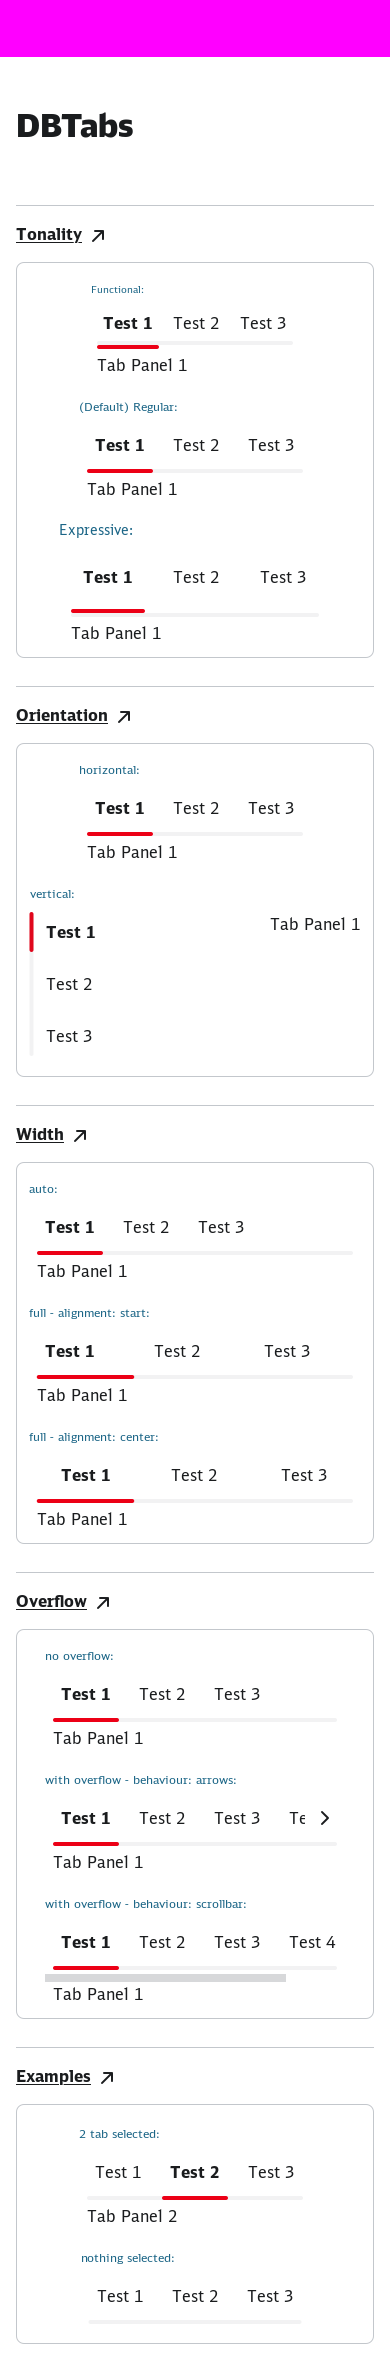 DBTabs
Tonality
Functional:
Test 1 Test 2 Test 3
Tab Panel 1
(Default) Regular:
Test 1 Test 2 Test 3
Tab Panel 1
Expressive:
Test 1 Test 2 Test 3
Tab Panel 1
Orientation
horizontal:
Test 1 Test 2 Test 3
Tab Panel 1
vertical:
Test 1 Tab Panel 1
Test 2
Test 3
Width
auto:
Test 1 Test 2 Test 3
Tab Panel 1
full - alignment: start:
Test 1 Test 2 Test 3
Tab Panel 1
full - alignment: center:
Test 1 Test 2 Test 3
Tab Panel 1
Overflow
no overflow:
Test 1 Test 2 Test 3
Tab Panel 1
with overflow - behaviour: arrows:
Test 1 Test 2 Test 3 Te
Tab Panel 1
with overflow - behaviour: scrollbar:
Test 1 Test 2 Test 3 Test 4
Tab Panel 1
Examples
2 tab selected:
Test 1 Test 2 Test 3
Tab Panel 2
nothing selected:
Test 1 Test 2 Test 3